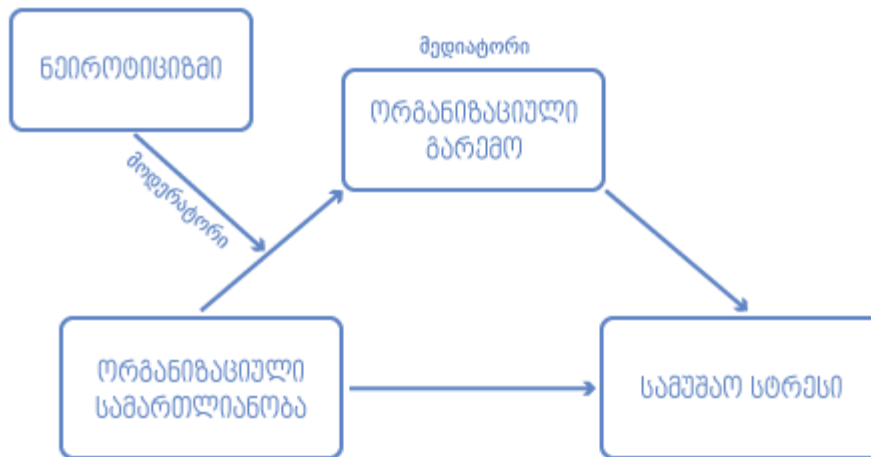 ნეიროტიციზმი
მედიატორი
ორგანიზაციული
გარემო
მოდერატორი
ორგანიზაციული
სამართლიანობა
სამუშაო სტრესი